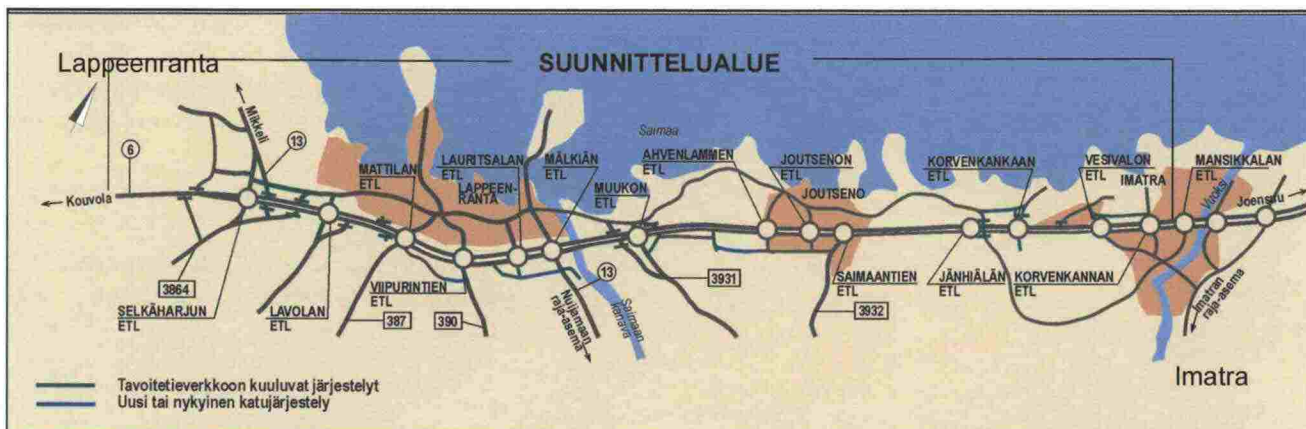 Lappeenranta
SUUNNITTELUALUE
Mikkeli
13
6
Kouvola
Saimaa
MATTILAN
ETL
LAURITSALAN
ETL
LAPPEEN-
RANTA
MÄLKIÄN
ETL
MUUKON
ETL
AHVENLAMMEN
ETL
JOUTSENON
ETL
JOUTSENO
KORVENKANKAAN
ETL
VESIVALON
ETL
IMATRA
MANSIKKALAN
ETL
Vuoksi
Joensuu
3864
SELKÄHARJUN
ETL
LAVOLAN
ETL
VIIPURINTIEN
ETL
387
390
13
Nuijamaan
raja-asema
Saimaan
kanava
3931
SAIMAANTIEN
ETL
3932
JÄNHIÄLÄN
ETL
KORVENKANNAN
ETL
Imatran
raja-asema
Imatra
Tavoitetieverkkoon kuuluvat järjestelyt
Uusi tai nykyinen katujärjestely